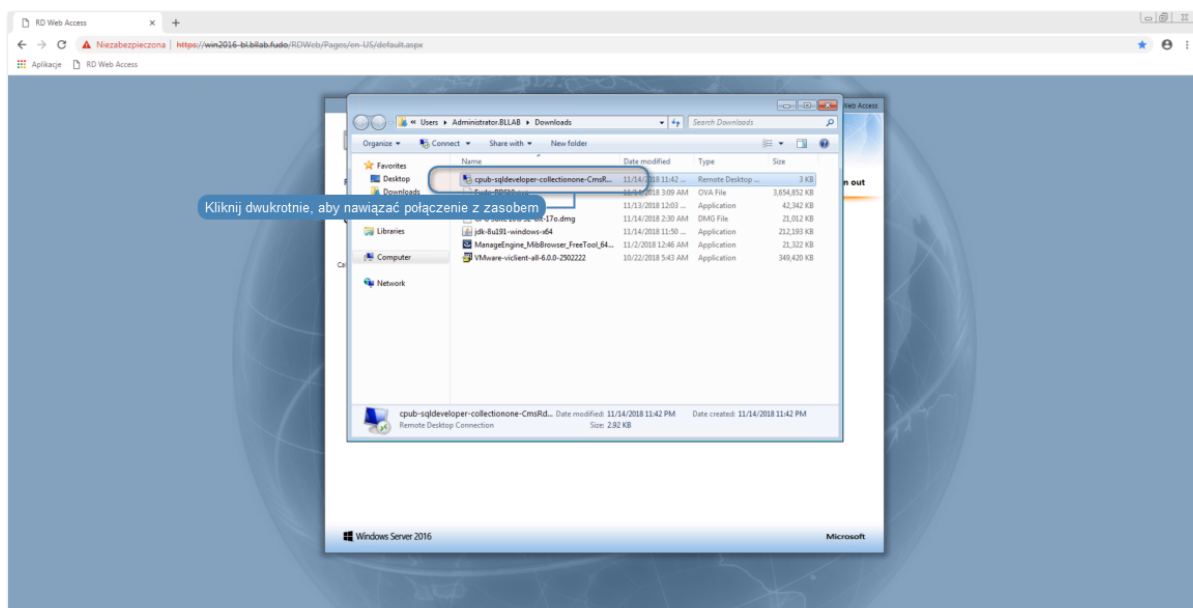 RD Web Access
Niezabezpieczona | https://win2016-bl.bllab.fudo/RDWeb/Pages/en-US/default.aspx
Aplikacje RD Web Access
Web Access
« Users ▸ Administrator.BLLAB ▸ Downloads Search Downloads
Organize Connect Share with New folder
Name Date modified Type Size
Favorites
Desktop cpub-sqldeveloper-collectionone-CmsR... 11/14/2018 11:42 ... Remote Desktop ... 3 KB
n out
Downloads 11/14/2018 3:09 AM OVA File 3,654,852 KB
Kliknij dwukrotnie, aby nawiązać połączenie z zasobem 11/13/2018 12:03 ... Application 42,342 KB
11/14/2018 2:30 AM DMG File 21,012 KB
Libraries jdk-8u191-windows-x64 11/14/2018 11:50 ... Application 212,193 KB
ManageEngine_MibBrowser_FreeTool_64... 11/2/2018 12:46 AM Application 21,322 KB
Computer VMware-viclient-all-6.0.0-2502222 10/22/2018 5:43 AM Application 349,420 KB
Network
cpub-sqldeveloper-collectionone-CmsRd... Date modified: 11/14/2018 11:42 PM Date created: 11/14/2018 11:42 PM
Remote Desktop Connection Size: 2.92 KB
Windows Server 2016 Microsoft